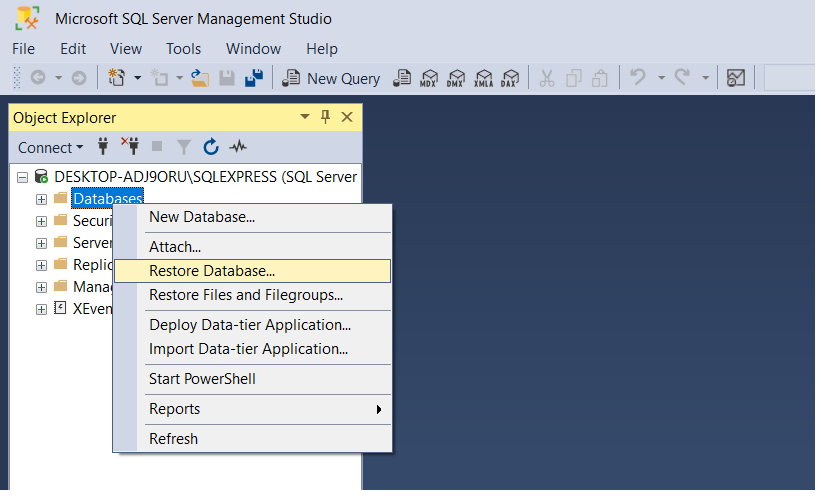 Microsoft SQL Server Management Studio
File Edit View Tools Window Help
New Query MDX DMX XMLA DAX
Object Explorer
Connect
DESKTOP-ADJ9ORU\SQLEXPRESS (SQL Server
Databases
Securi
Server
Replic
Manag
XEven
New Database...
Attach...
Restore Database...
Restore Files and Filegroups...
Deploy Data-tier Application...
Import Data-tier Application...
Start PowerShell
Reports
Refresh